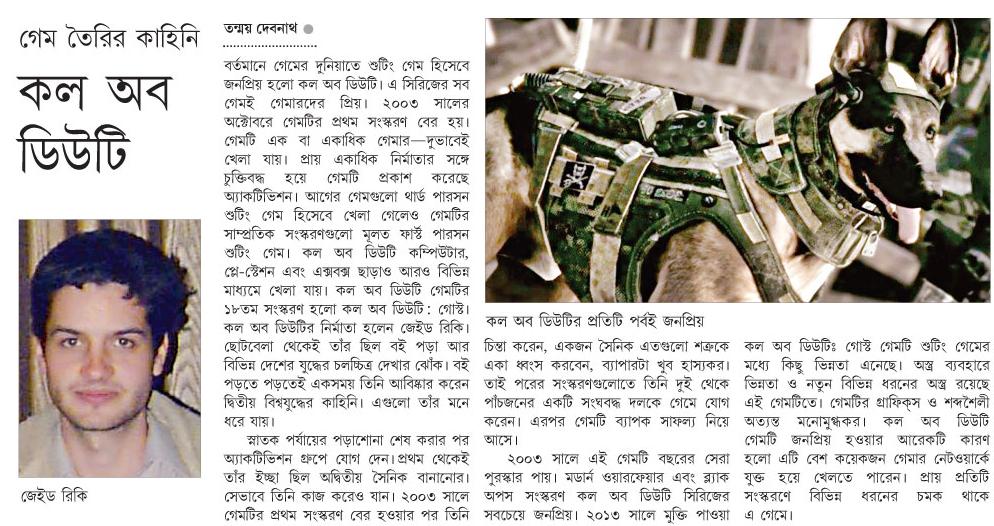 গেম তৈরির কাহিনি
কল অব
ডিউটি
জেইড রিকি
তন্ময় দেবনাথ
বর্তমানে গেমের দুনিয়াতে শুটিং গেম হিসেবে
জনপ্রিয় হলো কল অব ডিউটি। এ সিরিজের সব
গেমই গেমারদের প্রিয়। ২০০৩ সালের
অক্টোবরে গেমটির প্রথম সংস্করণ বের হয়।
গেমটি এক বা একাধিক গেমার—দুভাবেই
খেলা যায়। প্রায় একাধিক নির্মাতার সঙ্গে
চুক্তিবদ্ধ হয়ে গেমটি প্রকাশ করেছে
অ্যাকটিভিশন। আগের গেমগুলো থার্ড পারসন
শুটিং গেম হিসেবে খেলা গেলেও গেমটির
সাম্প্রতিক সংস্করণগুলো মূলত ফার্স্ট পারসন
শুটিং গেম। কল অব ডিউটি কম্পিউটার,
প্লে-স্টেশন এবং এক্সবক্স ছাড়াও আরও বিভিন্ন
মাধ্যমে খেলা যায়। কল অব ডিউটি গেমটির
১৮তম সংস্করণ হলো কল অব ডিউটি: গোস্ট।
কল অব ডিউটির নির্মাতা হলেন জেইড রিকি।
ছোটবেলা থেকেই তাঁর ছিল বই পড়া আর
বিভিন্ন দেশের যুদ্ধের চলচ্চিত্র দেখার ঝোঁক। বই
পড়তে পড়তেই একসময় তিনি আবিষ্কার করেন
দ্বিতীয় বিশ্বযুদ্ধের কাহিনি। এগুলো তাঁর মনে
ধরে যায়।
স্নাতক পর্যায়ের পড়াশোনা শেষ করার পর
অ্যাকটিভিশন গ্রুপে যোগ দেন। প্রথম থেকেই
তাঁর ইচ্ছা ছিল অদ্বিতীয় সৈনিক বানানোর।
সেভাবে তিনি কাজ করেও যান। ২০০৩ সালে
গেমটির প্রথম সংস্করণ বের হওয়ার পর তিনি
কল অব ডিউটির প্রতিটি পর্বই জনপ্রিয়
চিন্তা করেন, একজন সৈনিক এতগুলো শত্রুকে
একা ধ্বংস করবেন, ব্যাপারটা খুব হাস্যকর।
তাই পরের সংস্করণগুলোতে তিনি দুই থেকে
পাঁচজনের একটি সংঘবদ্ধ দলকে গেমে যোগ
করেন। এরপর গেমটি ব্যাপক সাফল্য নিয়ে
আসে।
২০০৩ সালে এই গেমটি বছরের সেরা
পুরস্কার পায়। মডার্ন ওয়ারফেয়ার এবং ব্ল্যাক
অপস সংস্করণ কল অব ডিউটি সিরিজের
সবচেয়ে জনপ্রিয়। ২০১৩ সালে মুক্তি পাওয়া
কল অব ডিউটিঃ গোস্ট গেমটি শুটিং গেমের
মধ্যে কিছু ভিন্নতা এনেছে। অস্ত্র ব্যবহারে
ভিন্নতা ও নতুন বিভিন্ন ধরনের অস্ত্র রয়েছে
এই গেমটিতে। গেমটির গ্রাফিক্স ও শব্দশৈলী
অত্যন্ত মনোমুগ্ধকর। কল অব ডিউটি
গেমটি জনপ্রিয় হওয়ার আরেকটি কারণ
হলো এটি বেশ কয়েকজন গেমার নেটওয়ার্কে
যুক্ত হয়ে খেলতে পারেন। প্রায় প্রতিটি
সংস্করণে বিভিন্ন ধরনের চমক থাকে
এ গেমে।